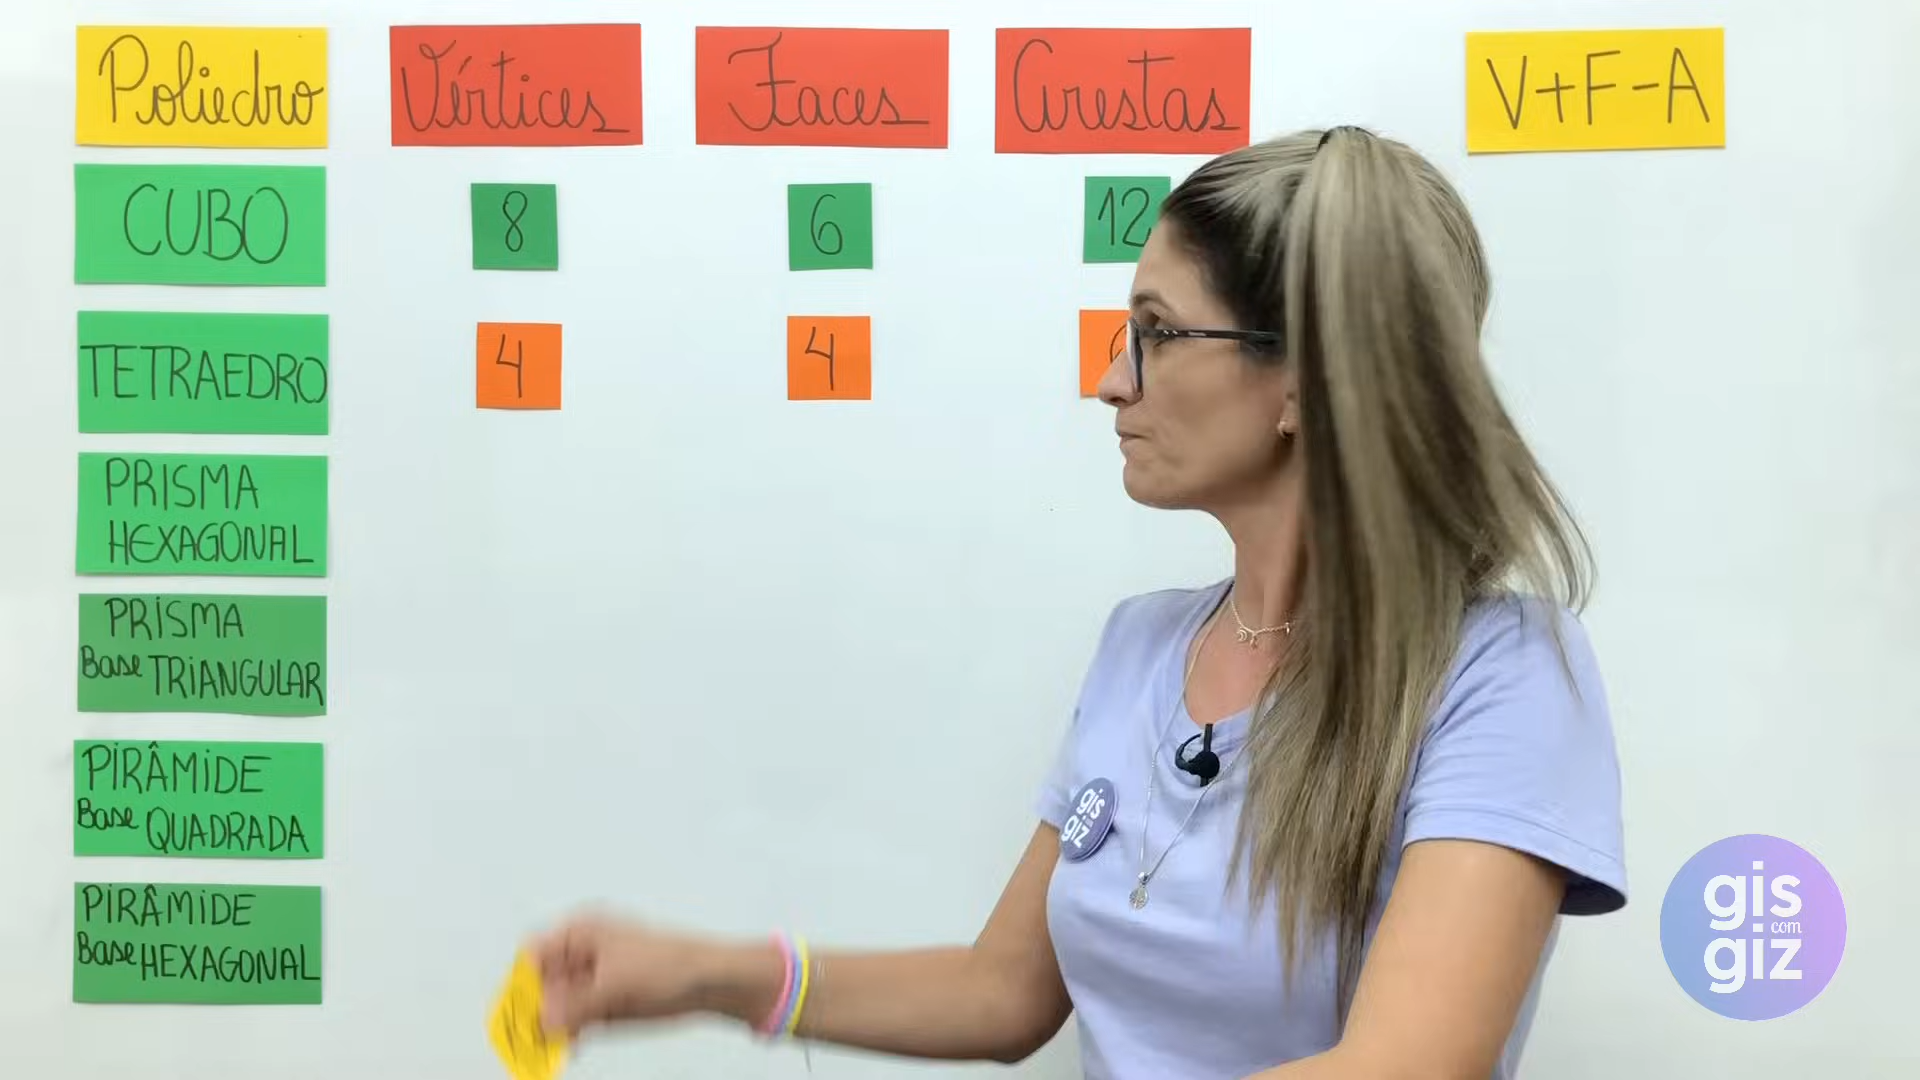 Poliedro
Vértices
Faces
Arestas
V+F-A
CUBO
8
6
12
TETRAEDRO
4
4
PRISMA
HEXAGONAL
PRISMA
Base TRIANGULAR
PIRÂMIDE
Base QUADRADA
PIRÂMIDE
Base HEXAGONAL
gis
com
giz
gis
com
giz